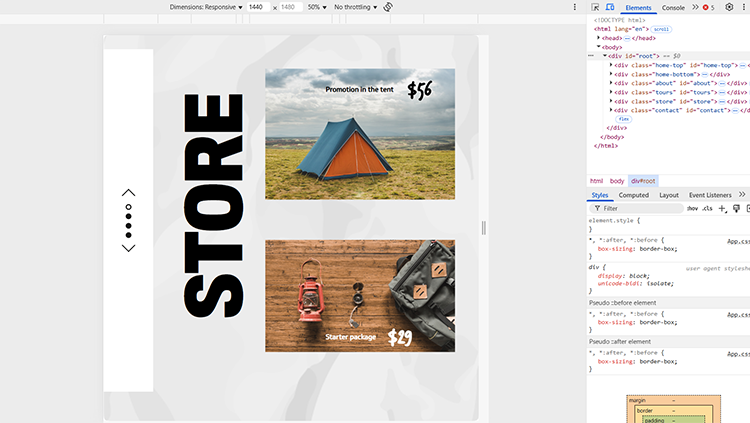 Dimensions: Responsive ▾ 1440 × 1480 50% ▾ No throttling ▾
Elements Console 5
<!DOCTYPE html>
<html lang="en"> scroll
<head> </head>
<body>
<div id="root"> == $0
<div class="home-top" id="home-top">
<div class="home-bottom"> </div>
<div class="about" id="about"> </div>
<div class="tours" id="tours"> </div>
<div class="store" id="store"> </div>
<div class="contact" id="contact"> </div>
flex
</div>
</body>
</html>
html body div#root
Styles Computed Layout Event Listeners
Filter :hov .cls
element.style {
}
*, *:after, *:before { App.cs
box-sizing: border-box;
}
div { user agent stylesh
display: block;
unicode-bidi: isolate;
}
Pseudo ::before element
*, *:after, *:before { App.cs
box-sizing: border-box;
}
Pseudo ::after element
*, *:after, *:before { App.cs
box-sizing: border-box;
}
margin –
border –
padding –
STORE
Promotion in the tent $56
Starter package $29